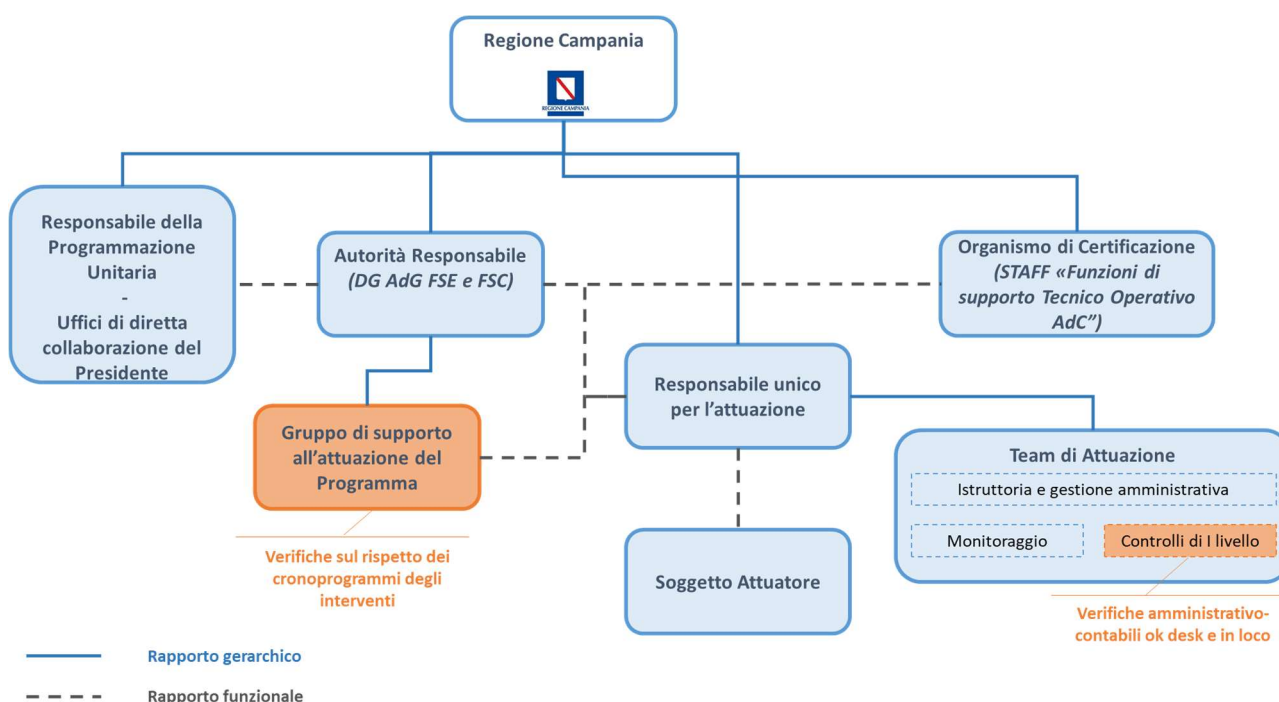 Regione Campania
REGIONE CAMPANIA
Responsabile della
Programmazione
Unitaria
-
Uffici di diretta
collaborazione del
Presidente
Autorità Responsabile
(DG AdG FSE e FSC)
Organismo di Certificazione
(STAFF «Funzioni di
supporto Tecnico Operativo
AdC”)
Responsabile unico
per l’attuazione
Gruppo di supporto
all’attuazione del
Programma
Team di Attuazione
Istruttoria e gestione amministrativa
Monitoraggio
Controlli di I livello
Soggetto Attuatore
Verifiche sul rispetto dei
cronoprogrammi degli
interventi
Verifiche amministrativo-
contabili ok desk e in loco
Rapporto gerarchico
Rapporto funzionale